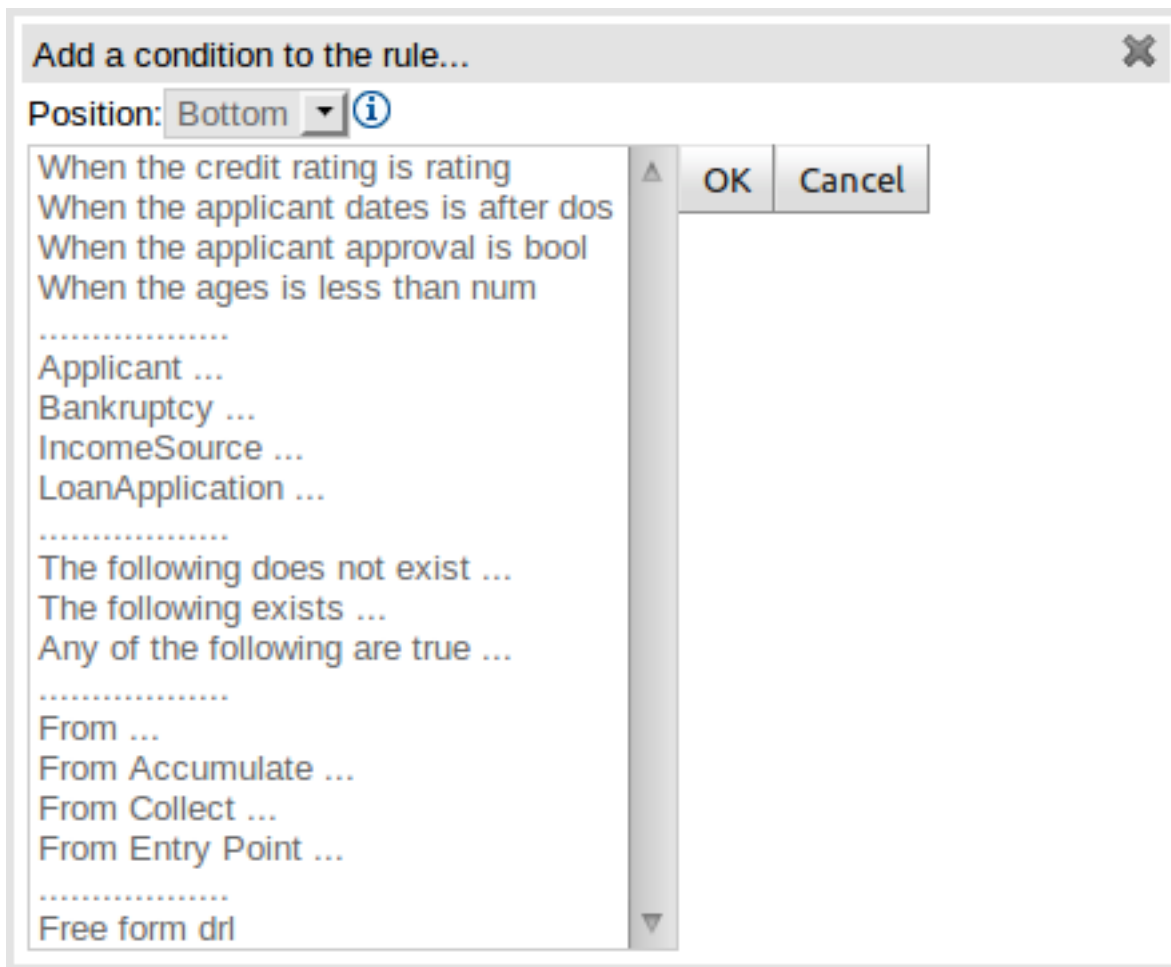 Add a condition to the rule...
Position: Bottom
When the credit rating is rating
OK
Cancel
When the applicant dates is after dos
When the applicant approval is bool
When the ages is less than num
..................
Applicant ...
Bankruptcy ...
IncomeSource ...
LoanApplication ...
..................
The following does not exist ...
The following exists ...
Any of the following are true ...
..................
From ...
From Accumulate ...
From Collect ...
From Entry Point ...
..................
Free form drl